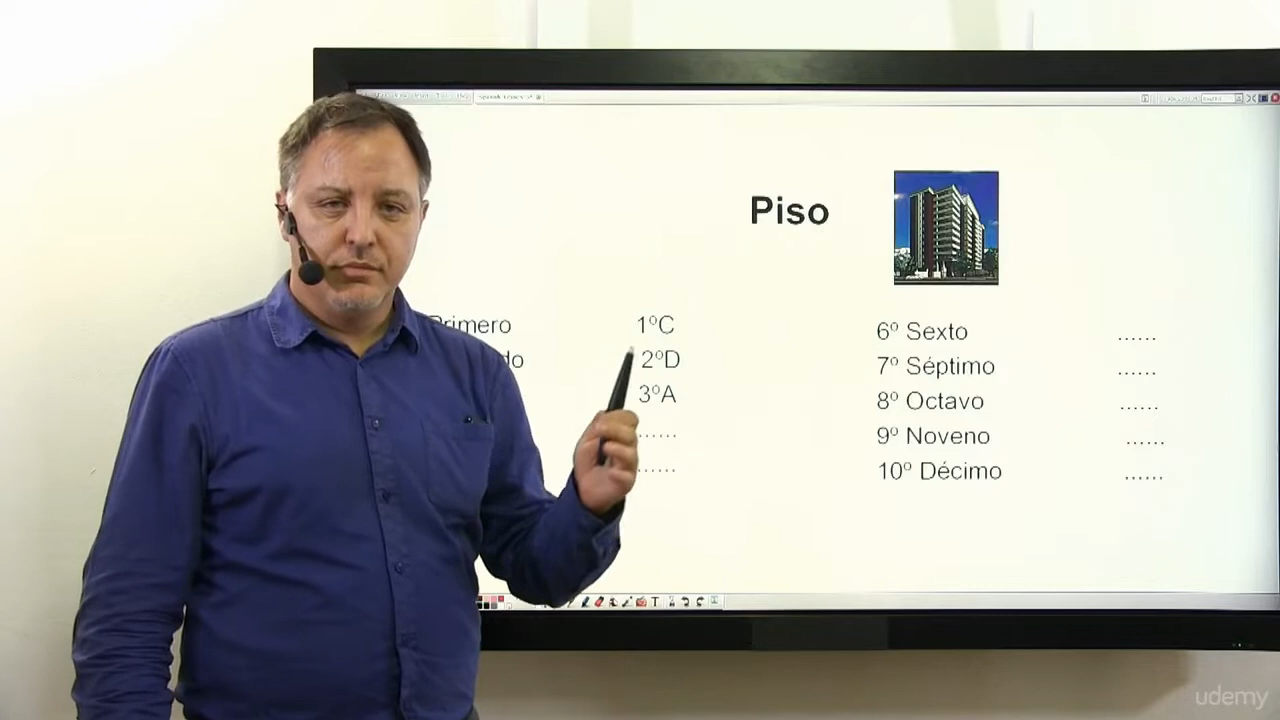 Piso
Primero 1ºC
2ºD
3ºA
......
......
6º Sexto ......
7º Séptimo ......
8º Octavo ......
9º Noveno ......
10º Décimo ......
T
udemy